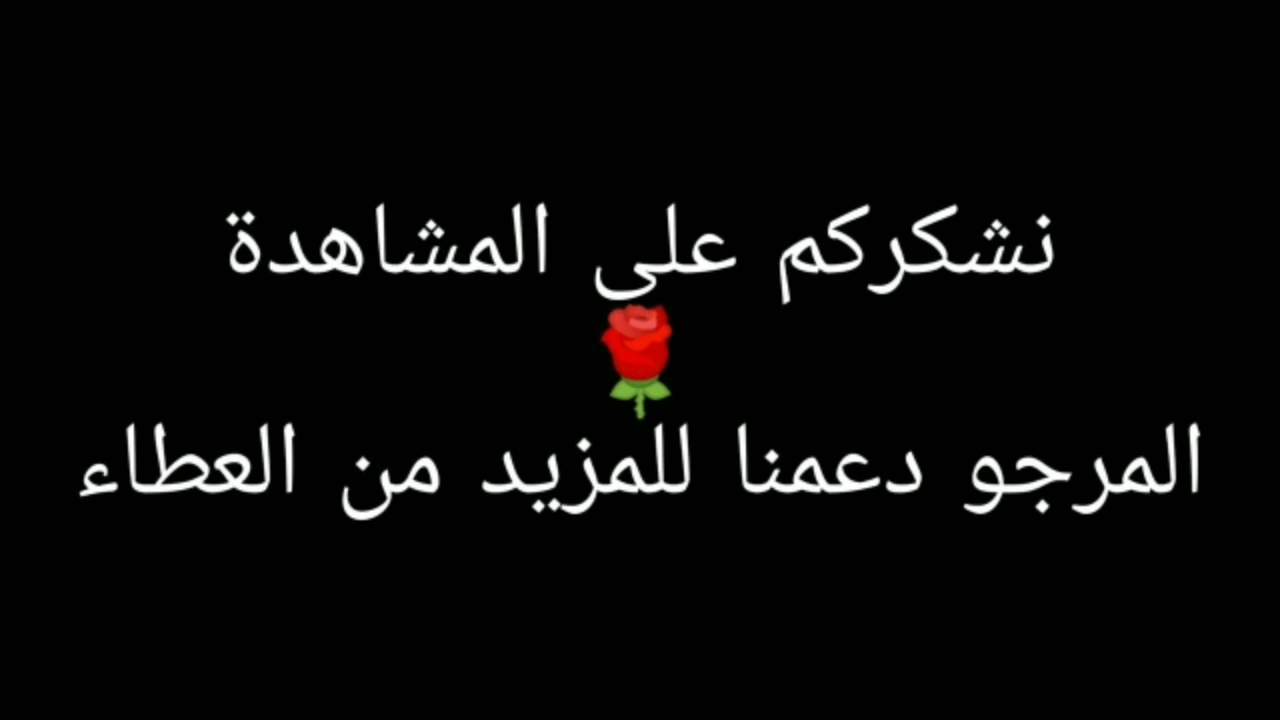 نشكركم على المشاهدة
🌹
المرجو دعمنا للمزيد من العطاء